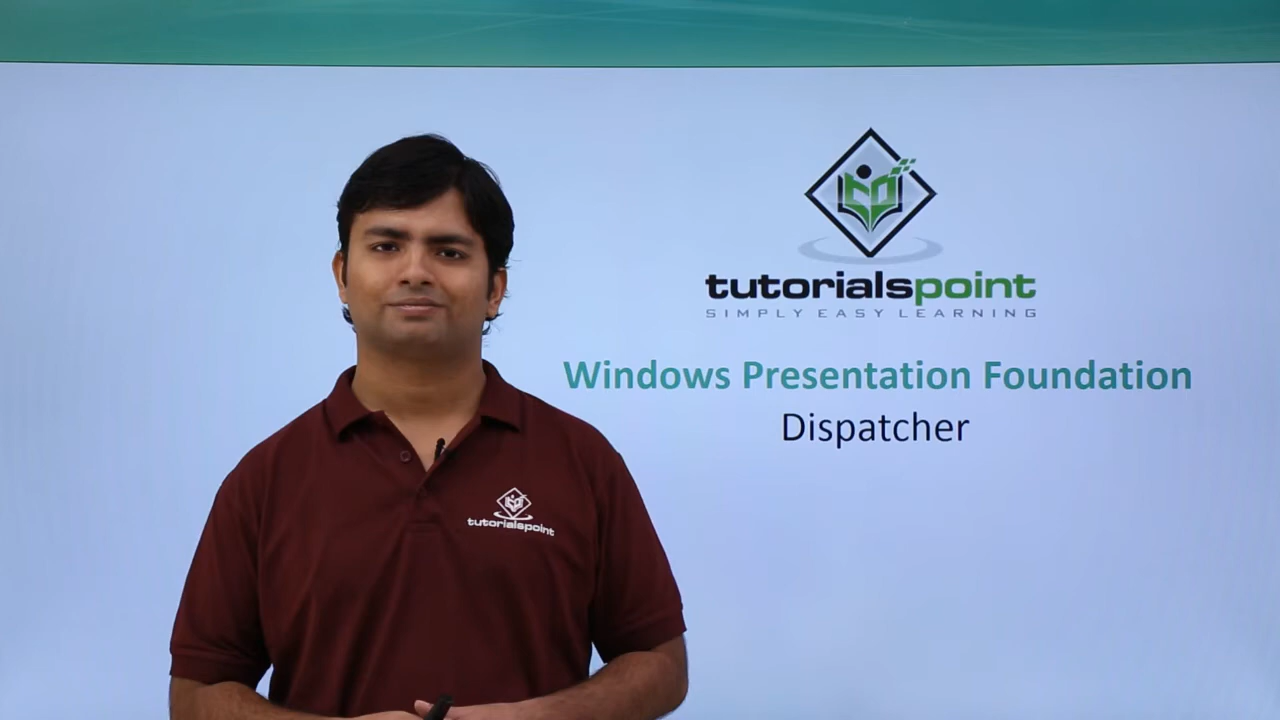 tutorialspoint
SIMPLY EASY LEARNING
Windows Presentation Foundation
Dispatcher
tutorialspoint